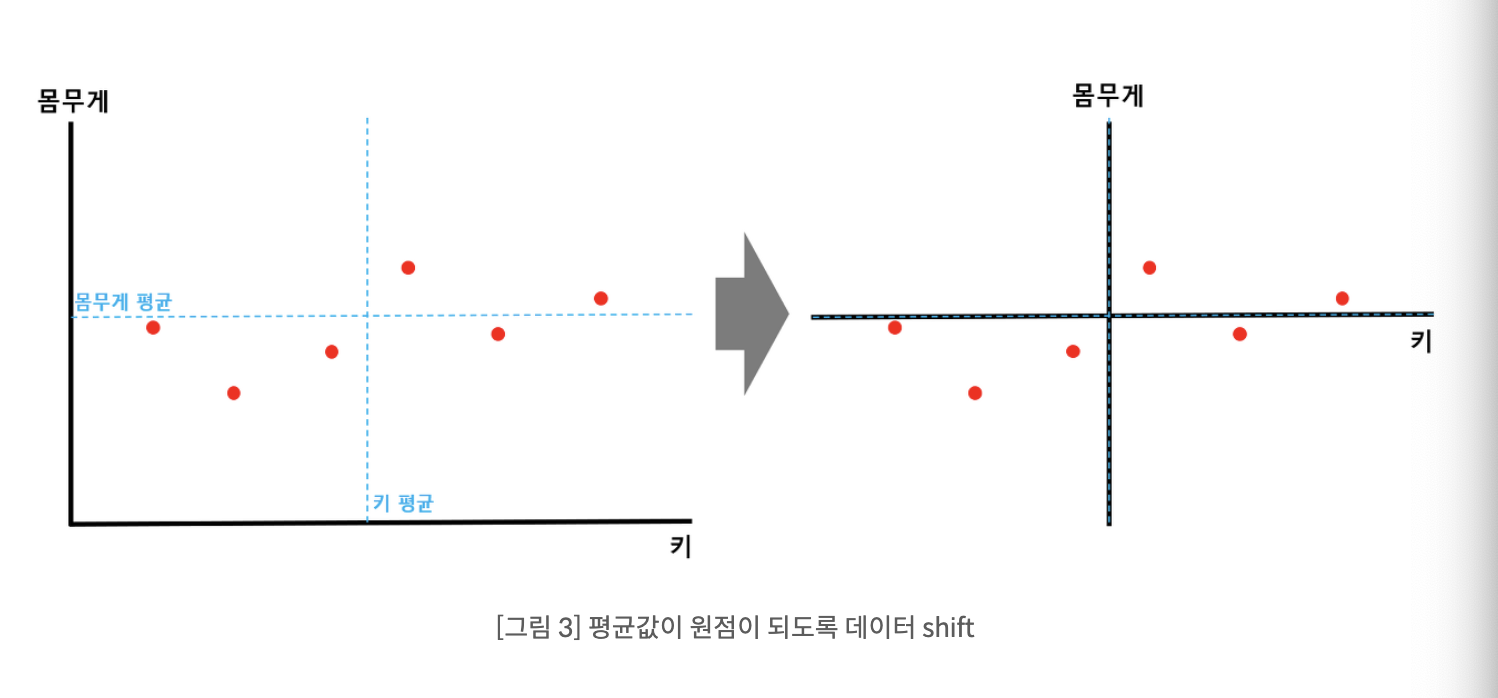 몸무게
몸무게 평균
키 평균
키
몸무게
키
[그림 3] 평균값이 원점이 되도록 데이터 shift